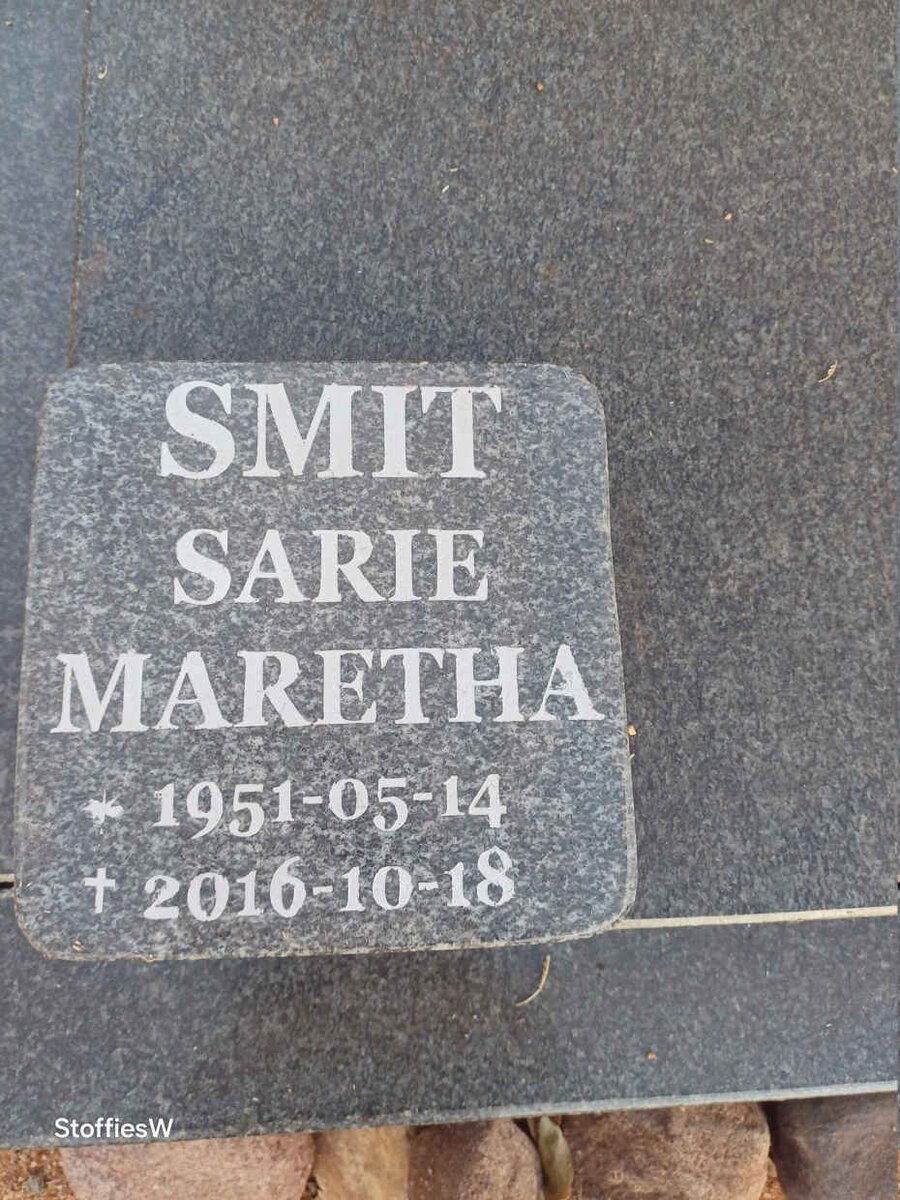 SMIT
SARIE
MARETHA
* 1951-05-14
† 2016-10-18
StoffiesW